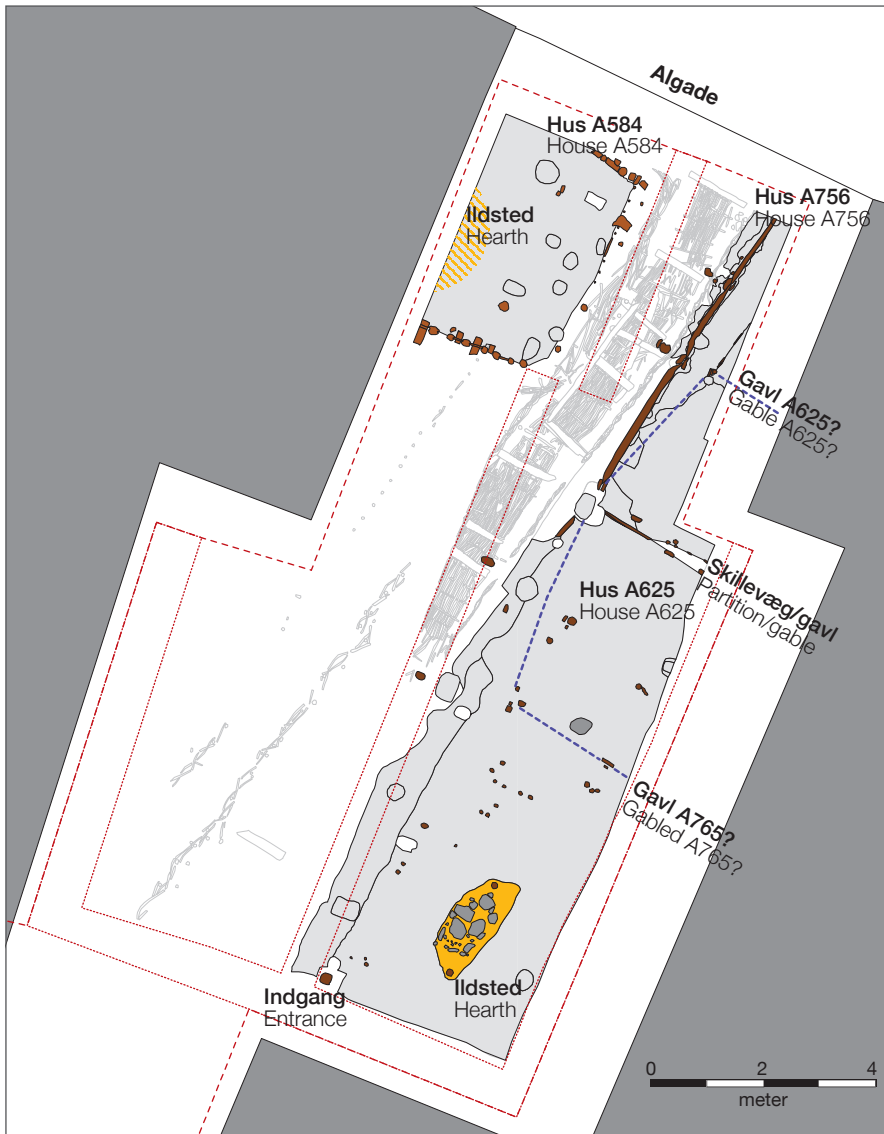 Algade
Hus A584
House A584
Hus A756
House A756
Ildsted
Hearth
Gavl A625?
Gable A625?
Skillevæg/gavl
Partition/gable
Hus A625
House A625
Gavl A765?
Gabled A765?
Ildsted
Hearth
Indgang
Entrance
0 2 4
meter